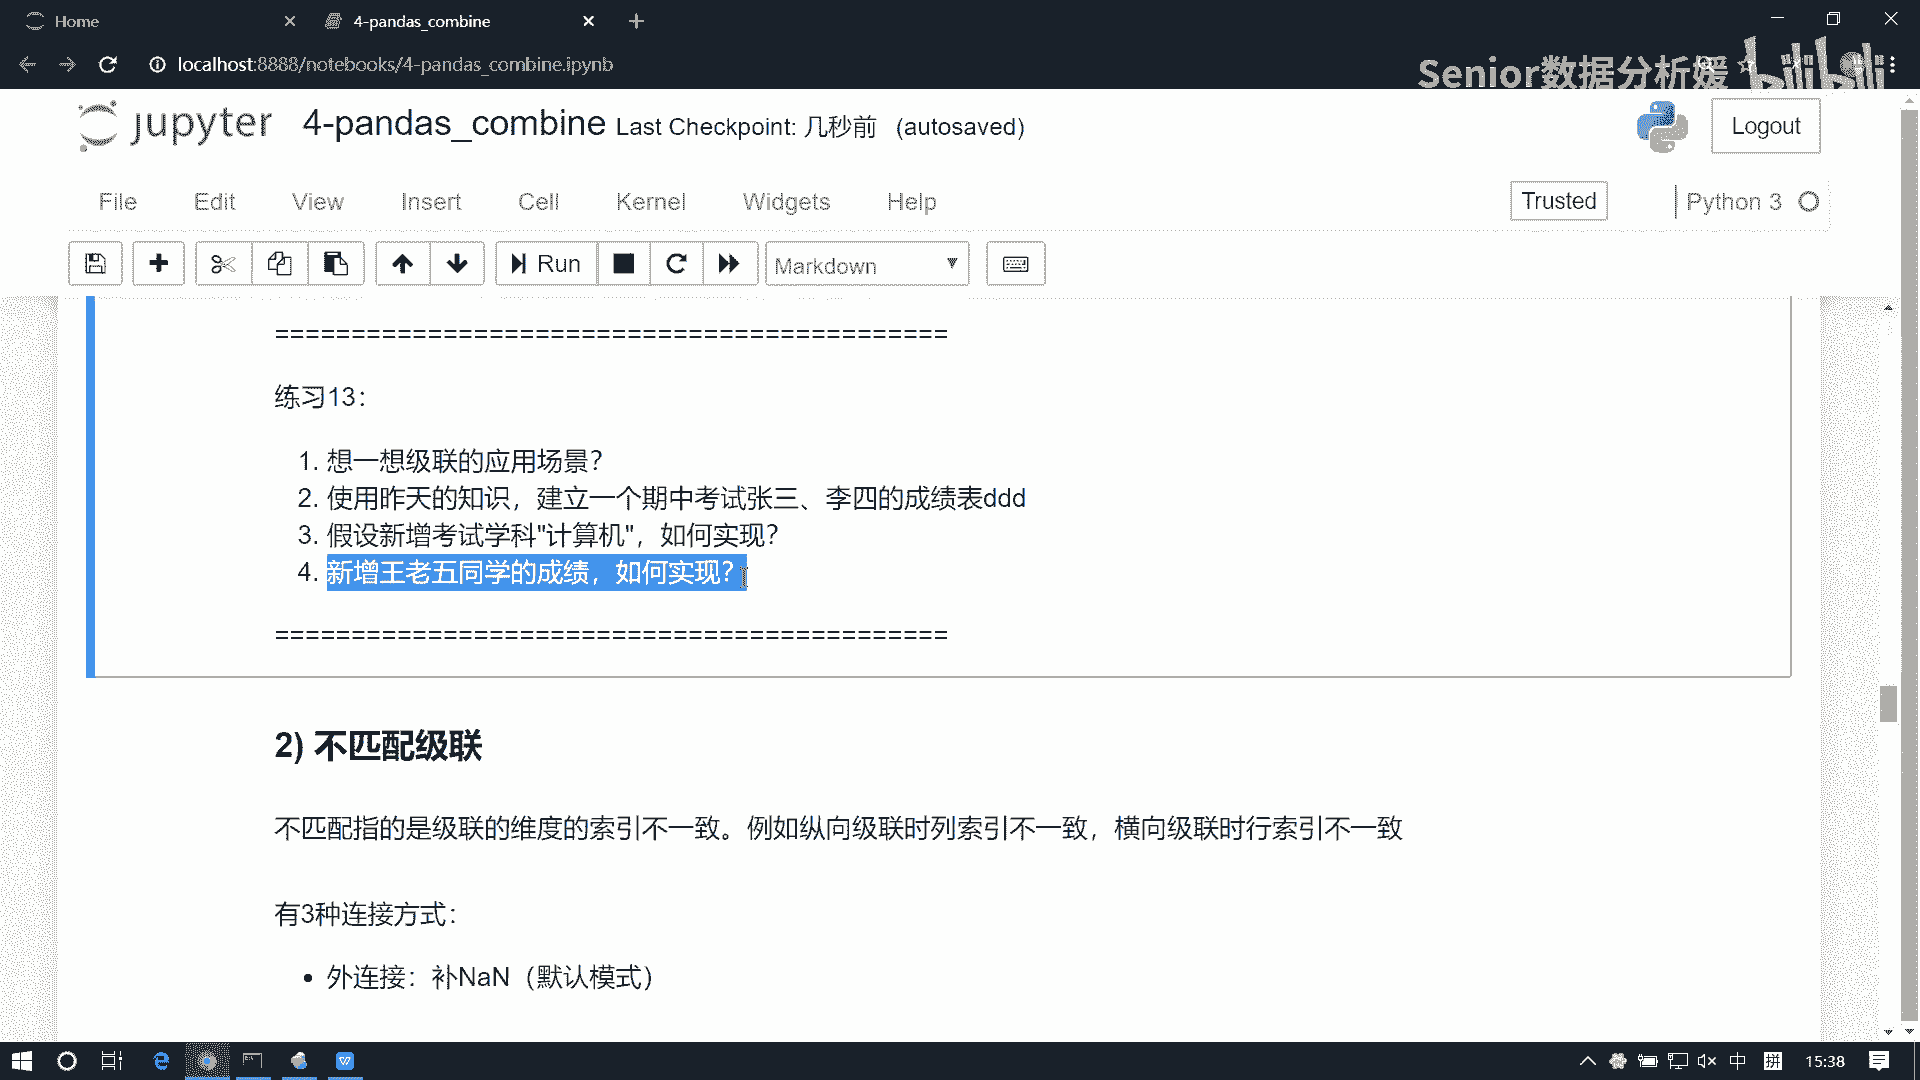 Home
4-pandas_combine
localhost:8888/notebooks/4-pandas_combine.ipynb
Senior数据分析媛
bilibili
jupyter 4-pandas_combine Last Checkpoint: 几秒前 (autosaved)
Logout
File Edit View Insert Cell Kernel Widgets Help
Trusted
Python 3
Run
Markdown
============================================
练习13：
1. 想一想级联的应用场景？
2. 使用昨天的知识，建立一个期中考试张三、李四的成绩表ddd
3. 假设新增考试学科"计算机"，如何实现？
4. 新增王老五同学的成绩，如何实现？
============================================
2) 不匹配级联
不匹配指的是级联的维度的索引不一致。例如纵向级联时列索引不一致，横向级联时行索引不一致
有3种连接方式：
• 外连接：补NaN（默认模式）
中
拼
15:38